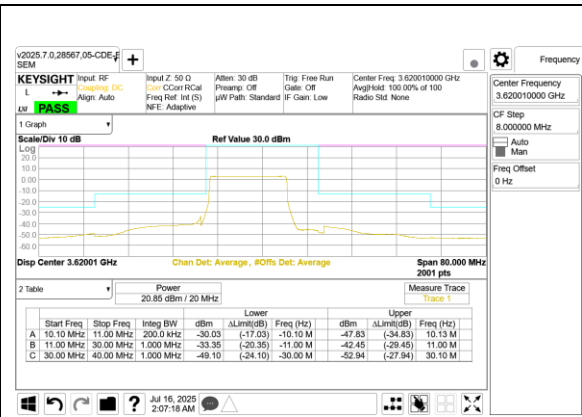 v2025.7.0,28567,05-CDE-
SEM
+
Frequency
KEYSIGHT
L
LXI
PASS
Input: RF
Coupling: DC
Align: Auto
Input Z: 50 Ω
Corr CCorr RCal
Freq Ref: Int (S)
NFE: Adaptive
Atten: 30 dB
Preamp: Off
µW Path: Standard
Trig: Free Run
Gate: Off
IF Gain: Low
Center Freq: 3.620010000 GHz
Avg|Hold: 100.00% of 100
Radio Std: None
Center Frequency
3.620010000 GHz
CF Step
8.000000 MHz
Auto
Man
Freq Offset
0 Hz
1 Graph
Scale/Div 10 dB
Ref Value 30.0 dBm
Log
20.0
10.0
0.00
-10.0
-20.0
-30.0
-40.0
-50.0
-60.0
Disp Center 3.62001 GHz
Chan Det: Average, #Offs Det: Average
Span 80.000 MHz
2001 pts
2 Table
Power
20.85 dBm / 20 MHz
Measure Trace
Trace 1
Lower Upper
Start Freq Stop Freq Integ BW dBm ΔLimit(dB) Freq (Hz) dBm ΔLimit(dB) Freq (Hz)
A 10.10 MHz 11.00 MHz 200.0 kHz -30.03 (-17.03) -10.10 M -47.83 (-34.83) 10.13 M
B 11.00 MHz 30.00 MHz 1.000 MHz -33.35 (-20.35) -11.00 M -42.45 (-29.45) 11.00 M
C 30.00 MHz 40.00 MHz 1.000 MHz -49.10 (-24.10) -30.00 M -52.94 (-27.94) 30.10 M
?
Jul 16, 2025
2:07:18 AM